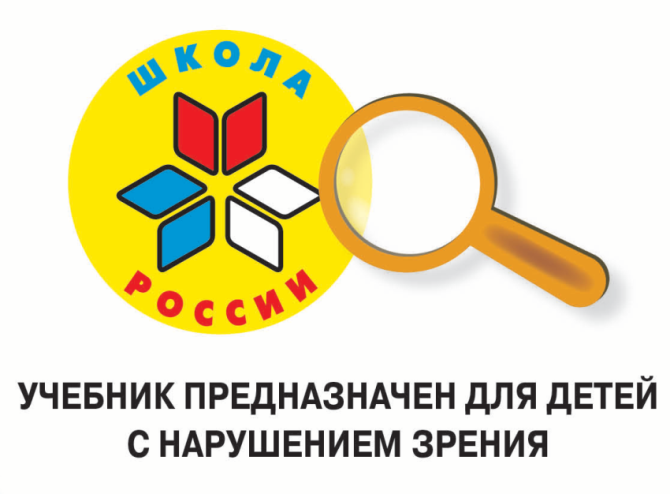 ШКОЛА
РОССИИ
УЧЕБНИК ПРЕДНАЗНАЧЕН ДЛЯ ДЕТЕЙ
С НАРУШЕНИЕМ ЗРЕНИЯ